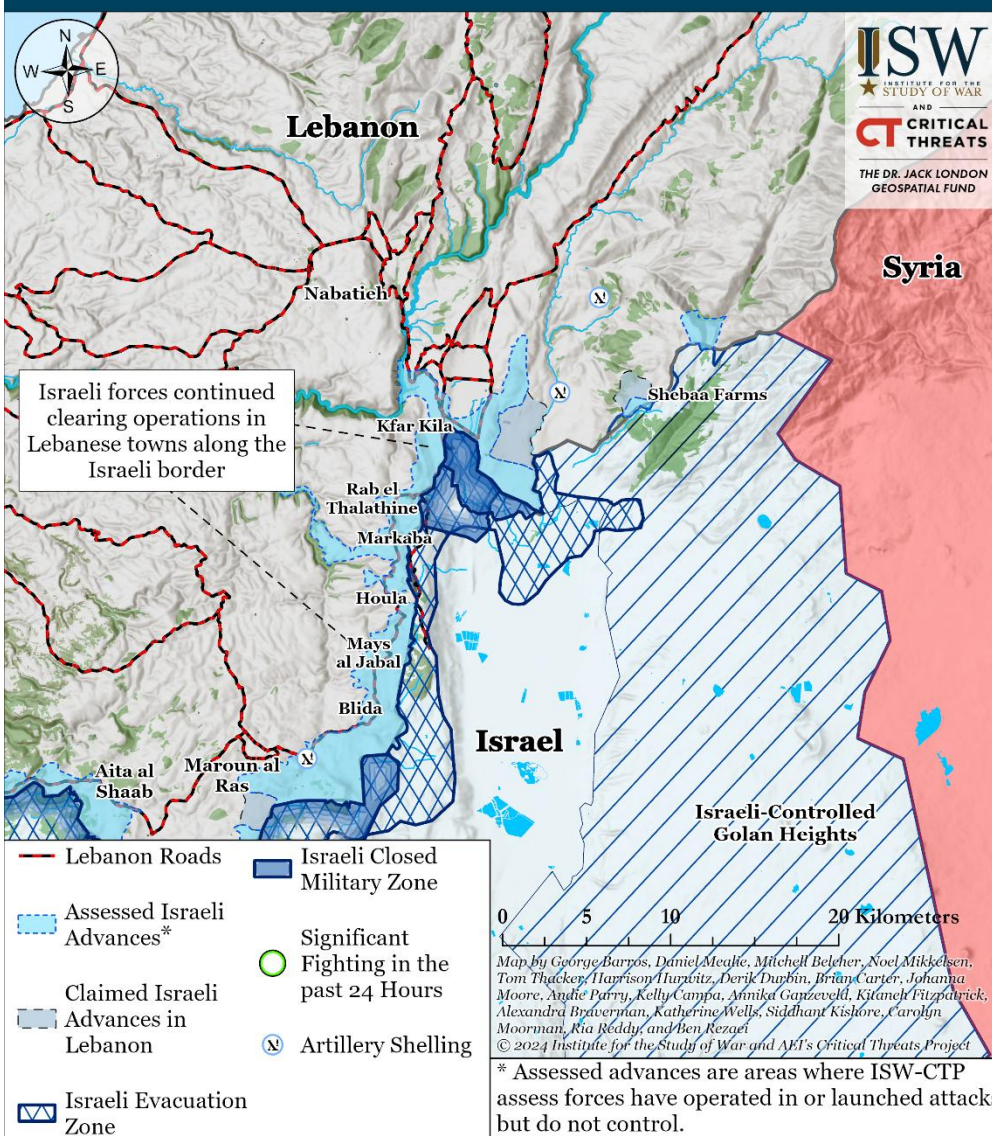 N
W E
S
ISW
INSTITUTE FOR THE
STUDY OF WAR
AND
CT CRITICAL
THREATS
THE DR. JACK LONDON
GEOSPATIAL FUND
Lebanon
Syria
Nabatieh
Israeli forces continued
clearing operations in
Lebanese towns along the
Israeli border
Shebaa Farms
Kfar Kila
Rab el
Thalathine
Markaba
Houla
Mays
al Jabal
Blida
Israel
Aita al
Shaab
Maroun al
Ras
Israeli-Controlled
Golan Heights
Lebanon Roads
Assessed Israeli
Advances*
Claimed Israeli
Advances in
Lebanon
Israeli Evacuation
Zone
Israeli Closed
Military Zone
Significant
Fighting in the
past 24 Hours
Artillery Shelling
0 5 10 20 Kilometers
Map by George Barros, Daniel Mealie, Mitchell Belcher, Noel Mikkelsen,
Tom Thacker, Harrison Hurwitz, Derik Durbin, Brian Carter, Johanna
Moore, Andie Parry, Kelly Campa, Annika Ganzeveld, Kitaneh Fitzpatrick,
Alexandra Braverman, Katherine Wells, Siddhant Kishore, Carolyn
Moorman, Ria Reddy, and Ben Rezaei
© 2024 Institute for the Study of War and AEI's Critical Threats Project
* Assessed advances are areas where ISW-CTP
assess forces have operated in or launched attacks
but do not control.